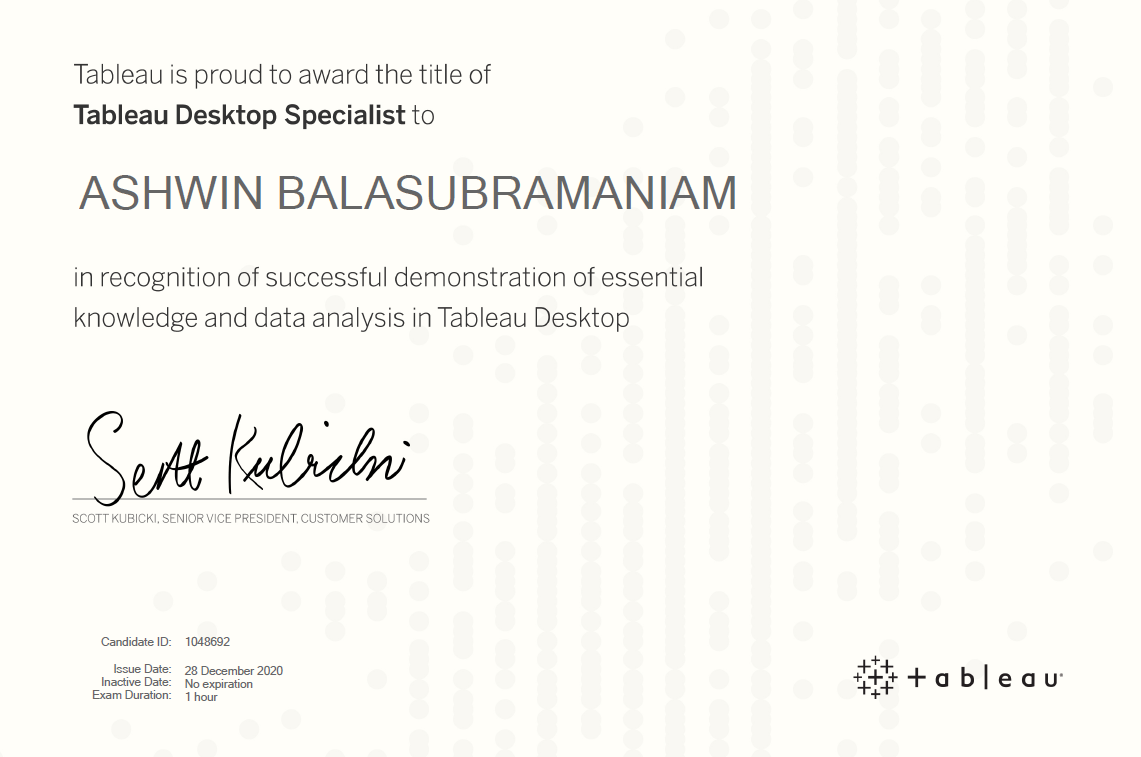 Tableau is proud to award the title of
Tableau Desktop Specialist to
ASHWIN BALASUBRAMANIAM
in recognition of successful demonstration of essential
knowledge and data analysis in Tableau Desktop
Scott Kubicki
SCOTT KUBICKI, SENIOR VICE PRESIDENT, CUSTOMER SOLUTIONS
Candidate ID: 1048692
Issue Date: 28 December 2020
Inactive Date: No expiration
Exam Duration: 1 hour
+ableau®